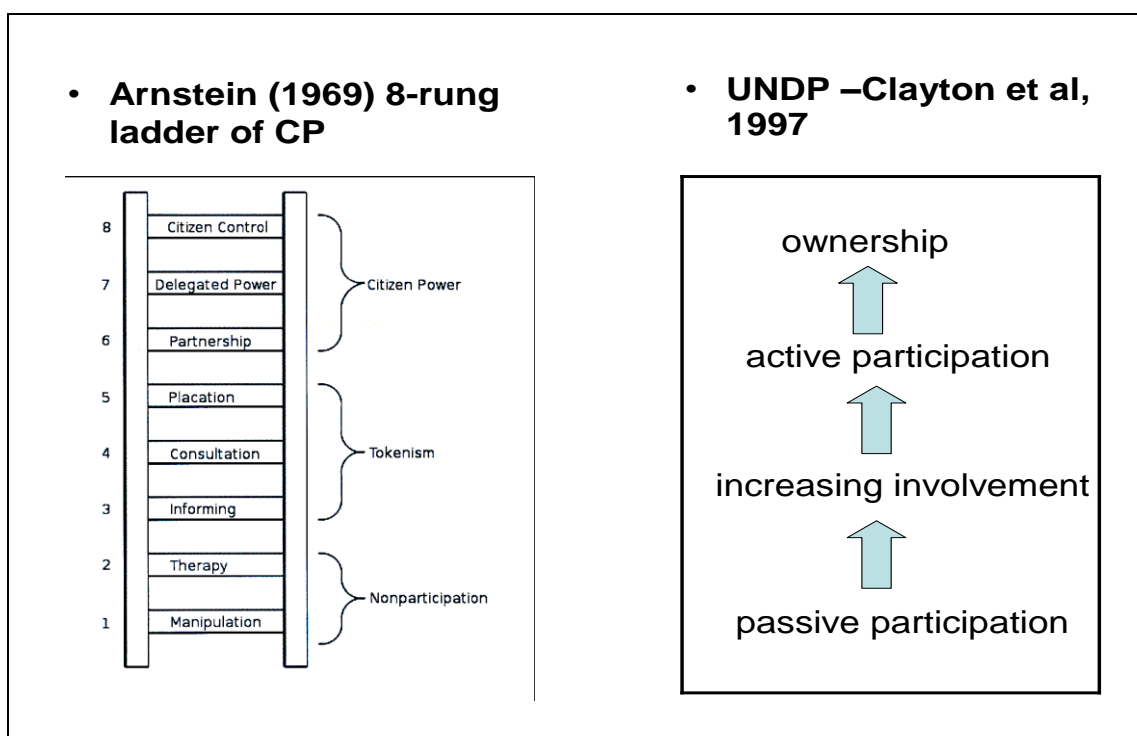 • Arnstein (1969) 8-rung
ladder of CP
8 Citizen Control
7 Delegated Power
6 Partnership
Citizen Power
5 Placation
4 Consultation
3 Informing
Tokenism
2 Therapy
1 Manipulation
Nonparticipation
• UNDP –Clayton et al,
1997
ownership
active participation
increasing involvement
passive participation